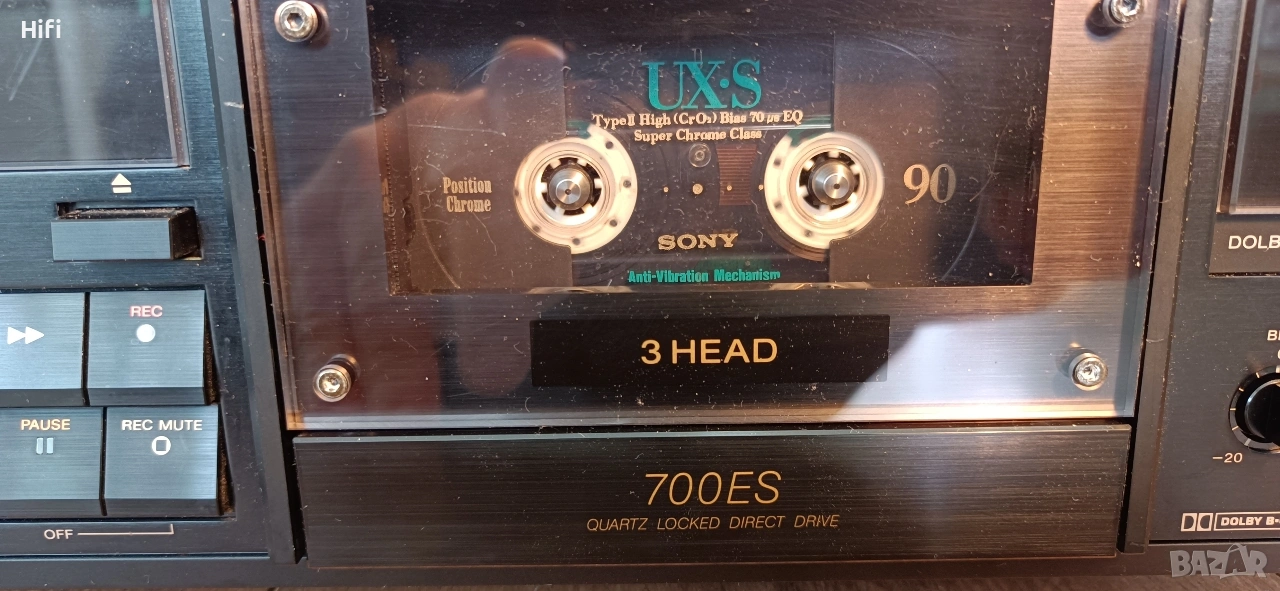 Hifi
UX·S
Type II High (CrO₂) Bias 70 μs EQ
Super Chrome Class
Position
Chrome
90
SONY
Anti-Vibration Mechanism
DOLB
REC
3 HEAD
PAUSE
REC MUTE
-20
700ES
QUARTZ LOCKED DIRECT DRIVE
OFF
DOLBY B-
BAZAR